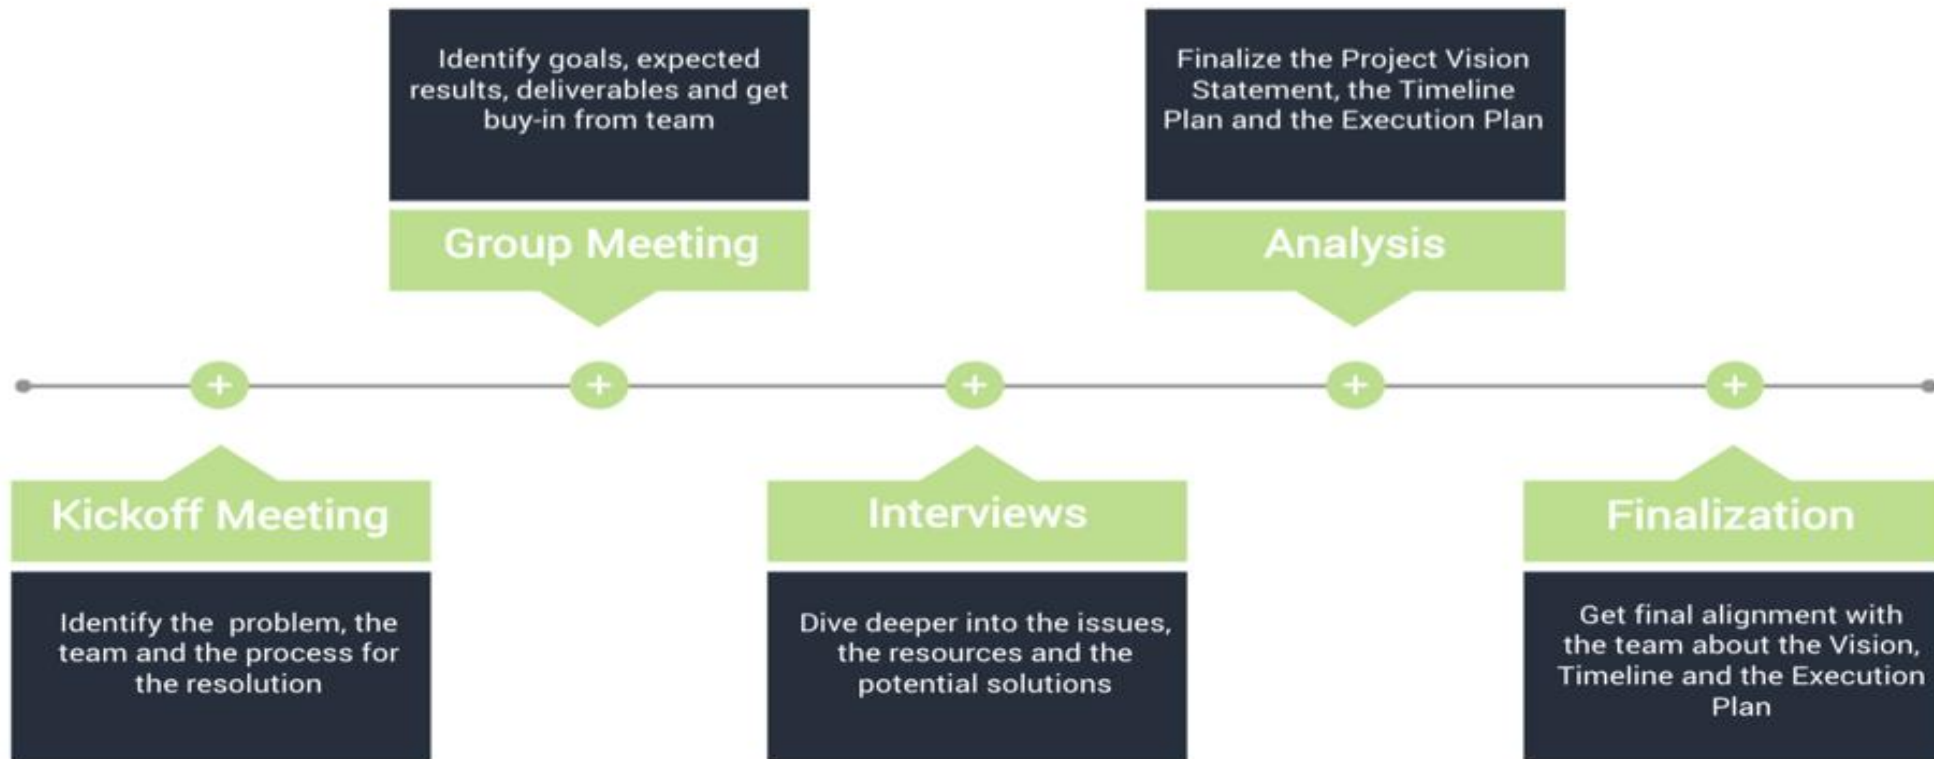 Identify goals, expected
results, deliverables and get
buy-in from team
Group Meeting
Finalize the Project Vision
Statement, the Timeline
Plan and the Execution Plan
Analysis
Kickoff Meeting
Identify the  problem, the
team and the process for
the resolution
Interviews
Dive deeper into the issues,
the resources and the
potential solutions
Finalization
Get final alignment with
the team about the Vision,
Timeline and the Execution
Plan